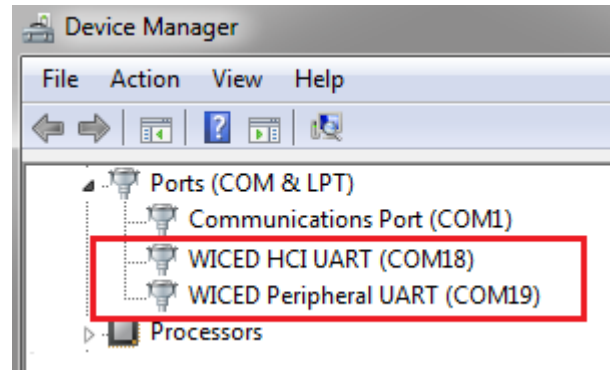 Device Manager
File Action View Help
Ports (COM & LPT)
Communications Port (COM1)
WICED HCI UART (COM18)
WICED Peripheral UART (COM19)
Processors